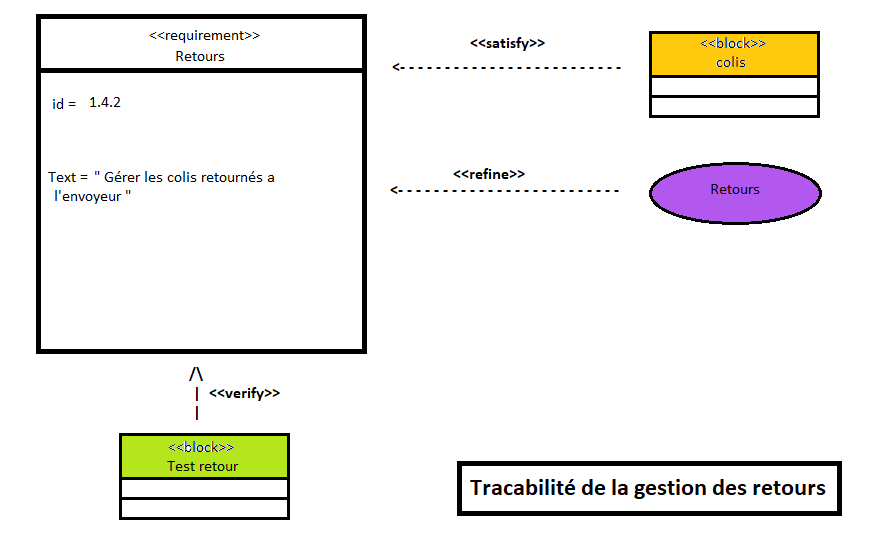 <<requirement>>
Retours
id = 1.4.2
Text = " Gérer les colis retournés a
l'envoyeur "
<<satisfy>>
<<block>>
colis
<<refine>>
Retours
<<verify>>
<<block>>
Test retour
Tracabilité de la gestion des retours